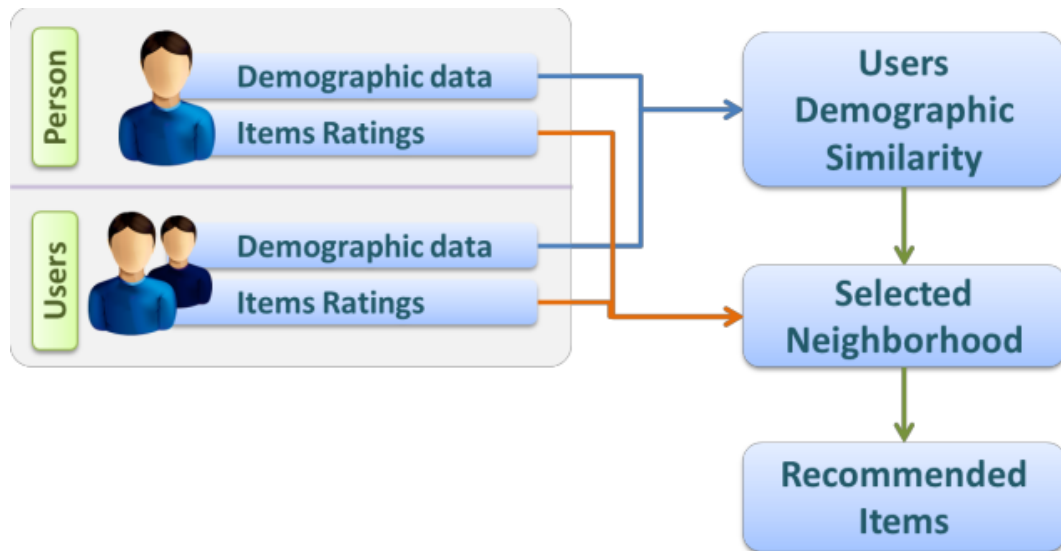 Person
Demographic data
Items Ratings
Users
Demographic data
Items Ratings
Users
Demographic
Similarity
Selected
Neighborhood
Recommended
Items